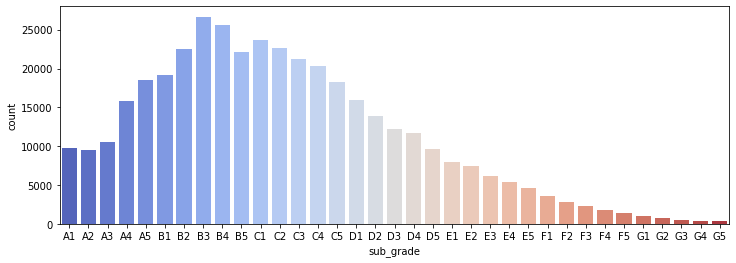 25000
20000
15000
10000
5000
0
count
A1 A2 A3 A4 A5 B1 B2 B3 B4 B5 C1 C2 C3 C4 C5 D1 D2 D3 D4 D5 E1 E2 E3 E4 E5 F1 F2 F3 F4 F5 G1 G2 G3 G4 G5
sub_grade